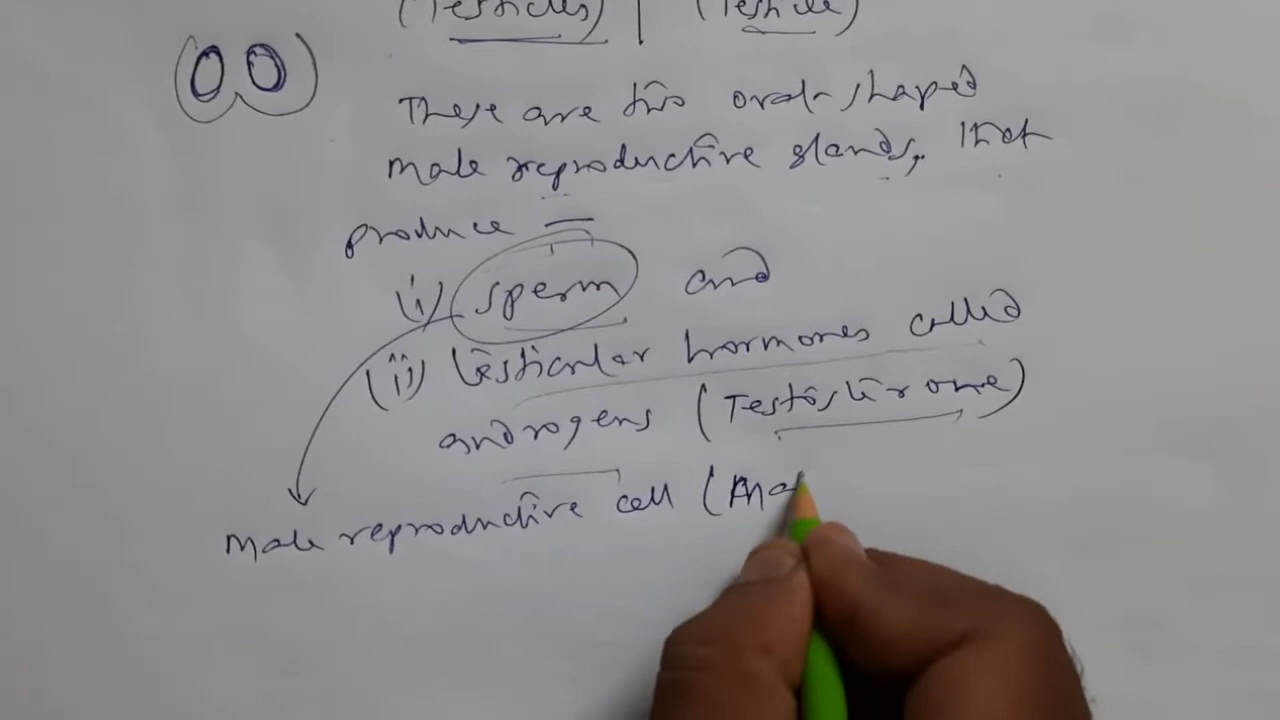 (Testicles) | (Testicle)
These are two oval-shaped
male reproductive glands, that
produce =
(i) sperm and
(ii) testicular hormones called
androgens (Testosterone)
Male reproductive cell (Ma